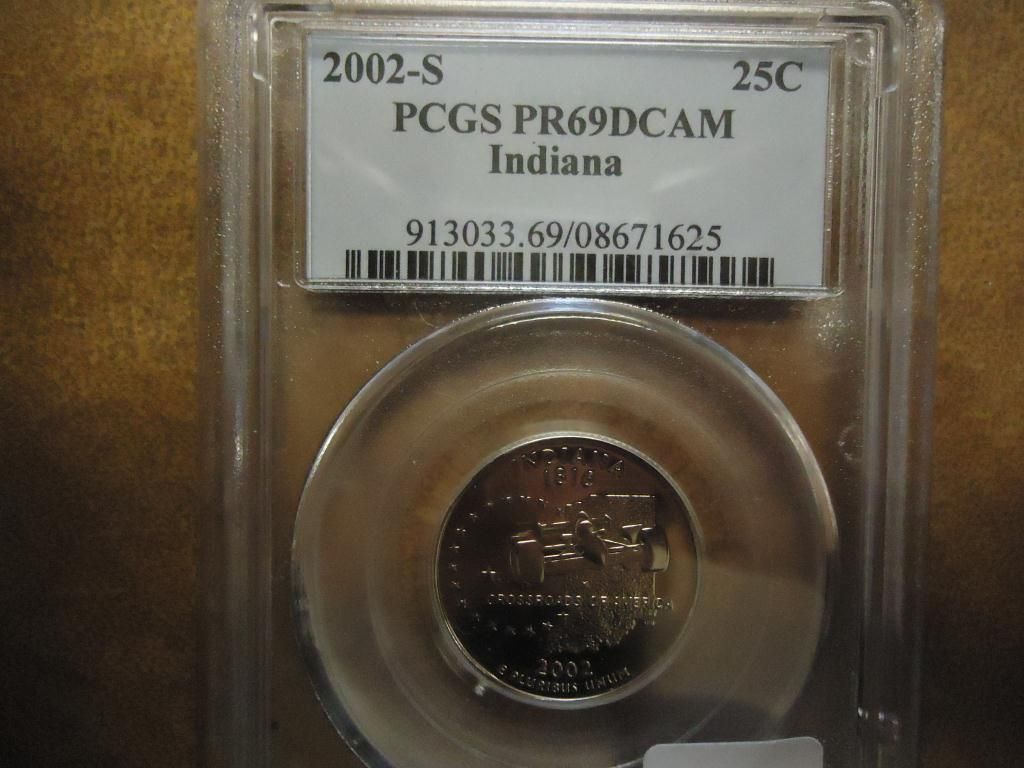 2002-S 25C
PCGS PR69DCAM
Indiana
913033.69/08671625
INDIANA
1816
CROSSROADS OF AMERICA
2002
E PLURIBUS UNUM